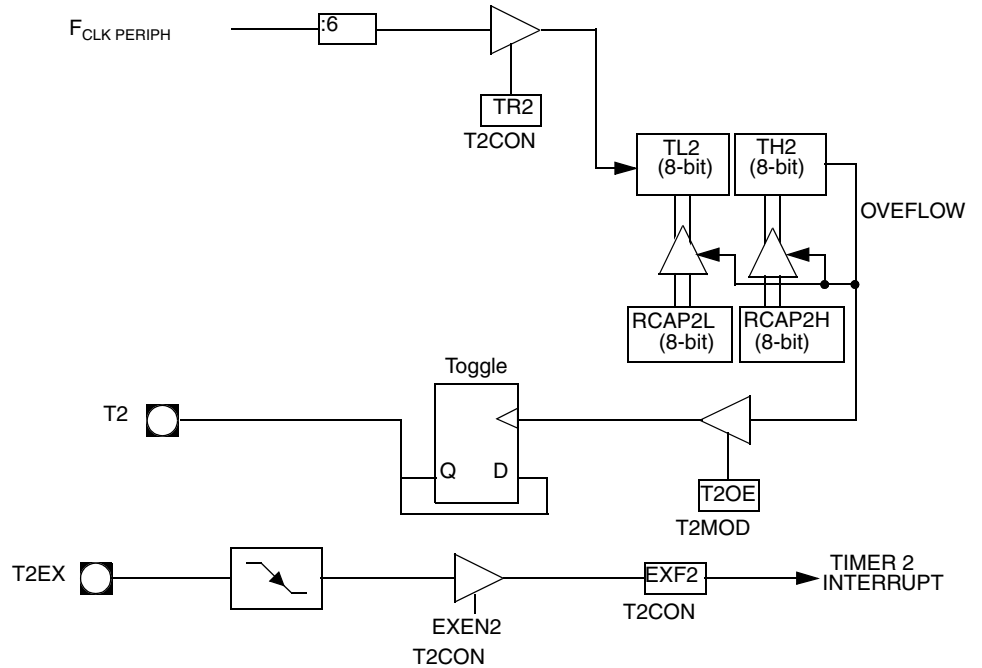 FCLK PERIPH
:6
TR2
T2CON
TL2
(8-bit)
TH2
(8-bit)
OVEFLOW
RCAP2L
(8-bit)
RCAP2H
(8-bit)
Toggle
T2
Q D
T2OE
T2MOD
T2EX
EXEN2
T2CON
EXF2
T2CON
TIMER 2
INTERRUPT